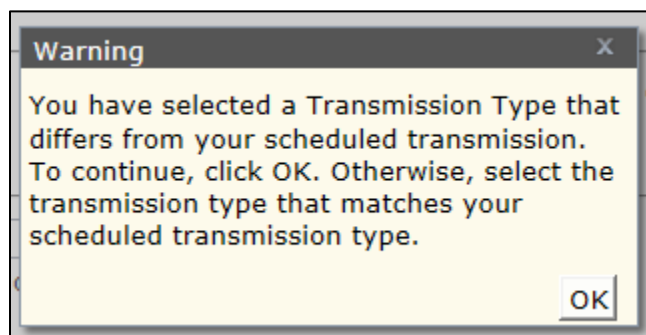 Warning x
You have selected a Transmission Type that
differs from your scheduled transmission.
To continue, click OK. Otherwise, select the
transmission type that matches your
scheduled transmission type.
OK